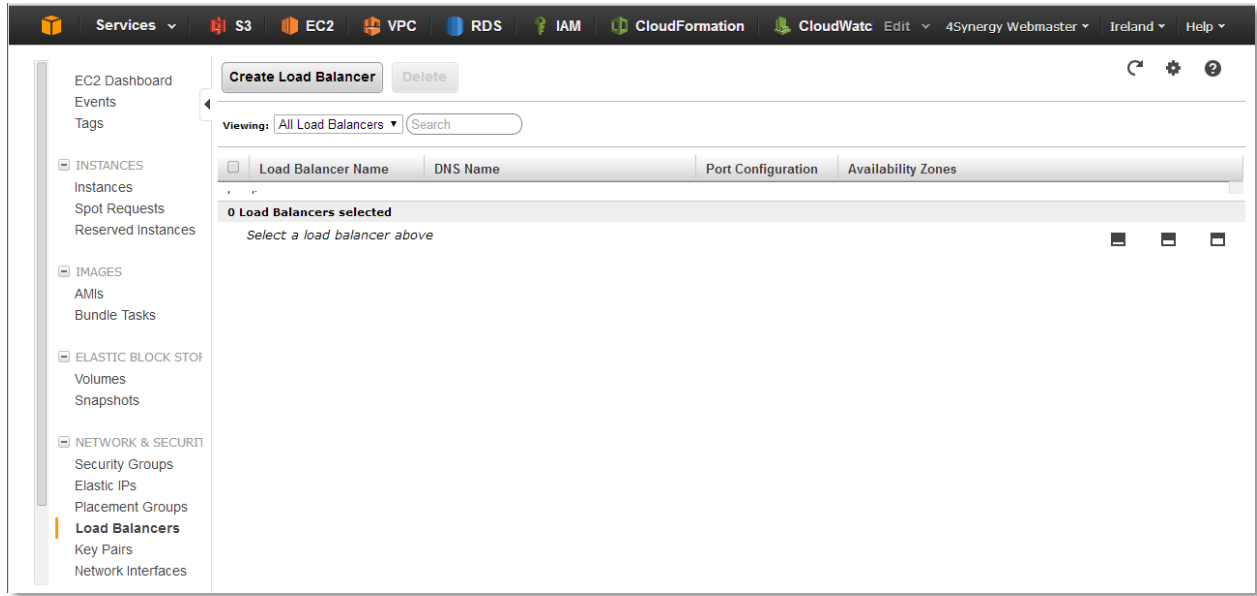 Services S3 EC2 VPC RDS IAM CloudFormation CloudWatc Edit 4Synergy Webmaster Ireland Help
EC2 Dashboard
Events
Tags
INSTANCES
Instances
Spot Requests
Reserved Instances
IMAGES
AMIs
Bundle Tasks
ELASTIC BLOCK STOR
Volumes
Snapshots
NETWORK & SECURIT
Security Groups
Elastic IPs
Placement Groups
Load Balancers
Key Pairs
Network Interfaces
Create Load Balancer Delete
Viewing: All Load Balancers Search
Load Balancer Name DNS Name Port Configuration Availability Zones
0 Load Balancers selected
Select a load balancer above